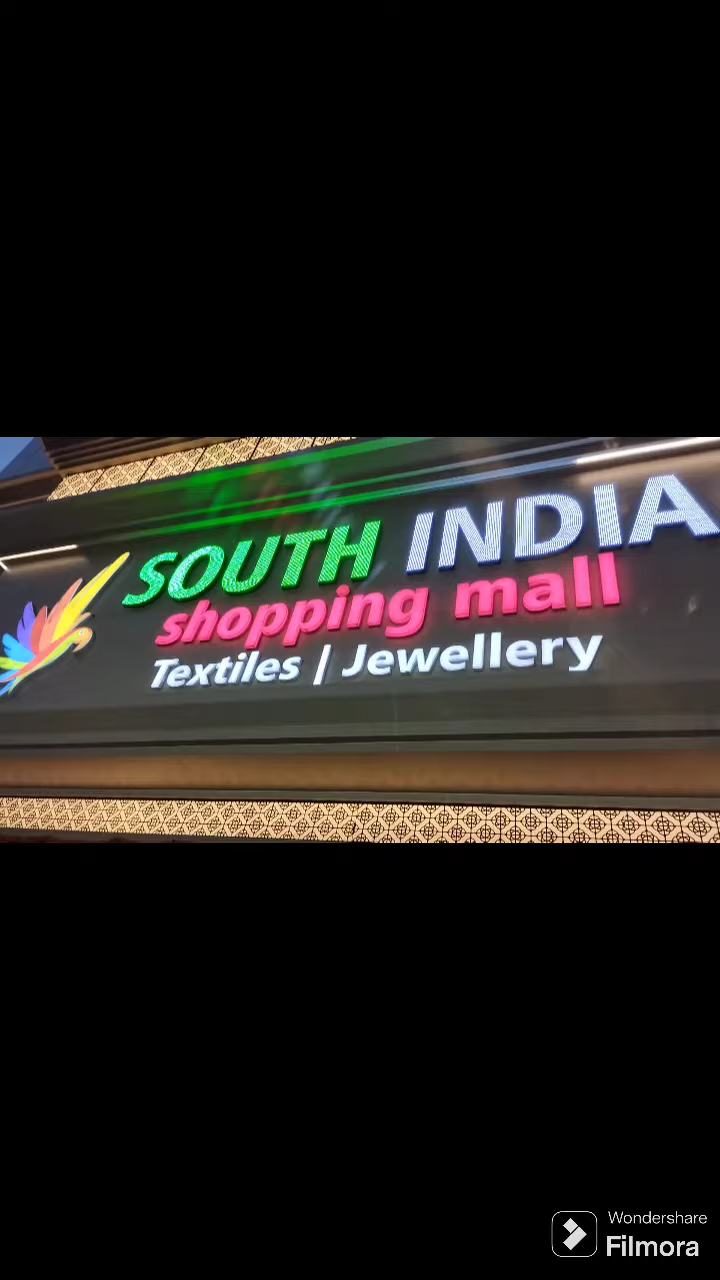 SOUTH INDIA
shopping mall
Textiles | Jewellery
Wondershare
Filmora